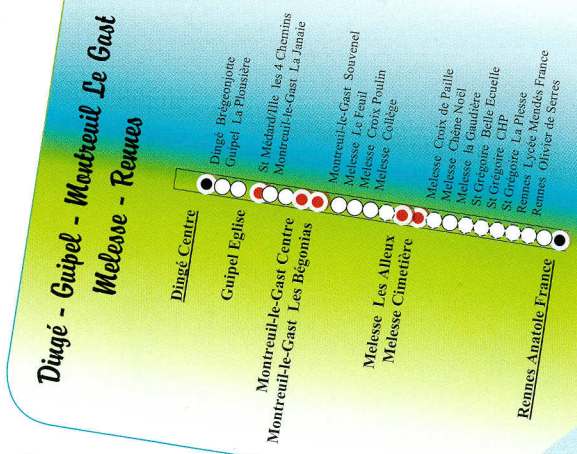 Dingé - Guipel - Montreuil Le Gast
Melesse - Rennes
Dingé Centre
Dingé Brégeonjotte
Guipel La Plousière
Guipel Eglise
St Médard/Ille les 4 Chemins
Montreuil-le-Gast La Janaie
Montreuil-le-Gast Centre
Montreuil-le-Gast Les Bégonias
Montreuil-le-Gast Souvenel
Melesse Le Feuil
Melesse Croix Poulin
Melesse Collège
Melesse Les Alleux
Melesse Cimetière
Melesse Croix de Paille
Melesse Chêne Noël
Melesse la Gaudière
St Grégoire Belle Ecuelle
St Grégoire CHP
St Grégoire La Plesse
Rennes Lycée Mendès France
Rennes Olivier de Serres
Rennes Anatole France